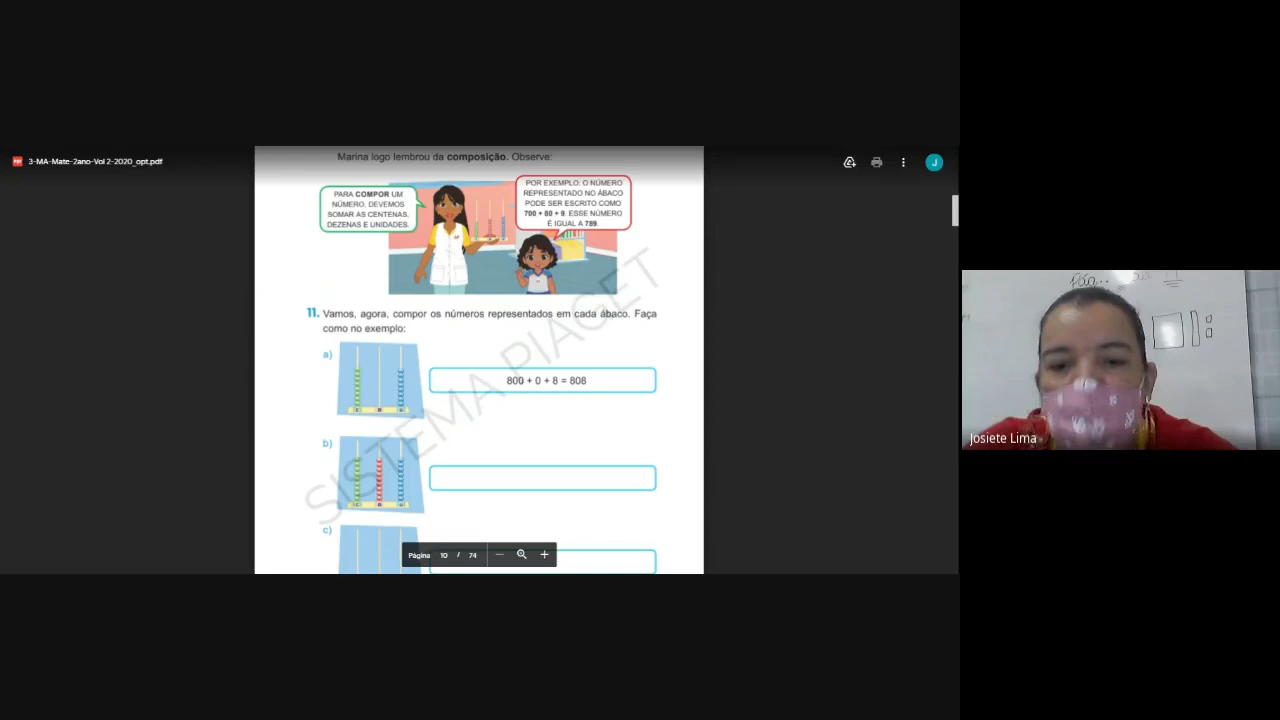 3-MA-Mate-2ano-Vol 2-2020_opt.pdf
J
Marina logo lembrou da composição. Observe:
PARA COMPOR UM
NÚMERO, DEVEMOS
SOMAR AS CENTENAS,
DEZENAS E UNIDADES.
POR EXEMPLO: O NÚMERO
REPRESENTADO NO ÁBACO
PODE SER ESCRITO COMO
700 + 80 + 9. ESSE NÚMERO
É IGUAL A 789.
11. Vamos, agora, compor os números representados em cada ábaco. Faça
como no exemplo:
a)
C D U
800 + 0 + 8 = 808
b)
C D U
c)
SISTEMA PIAGET
Página 10 / 74
Josiete Lima